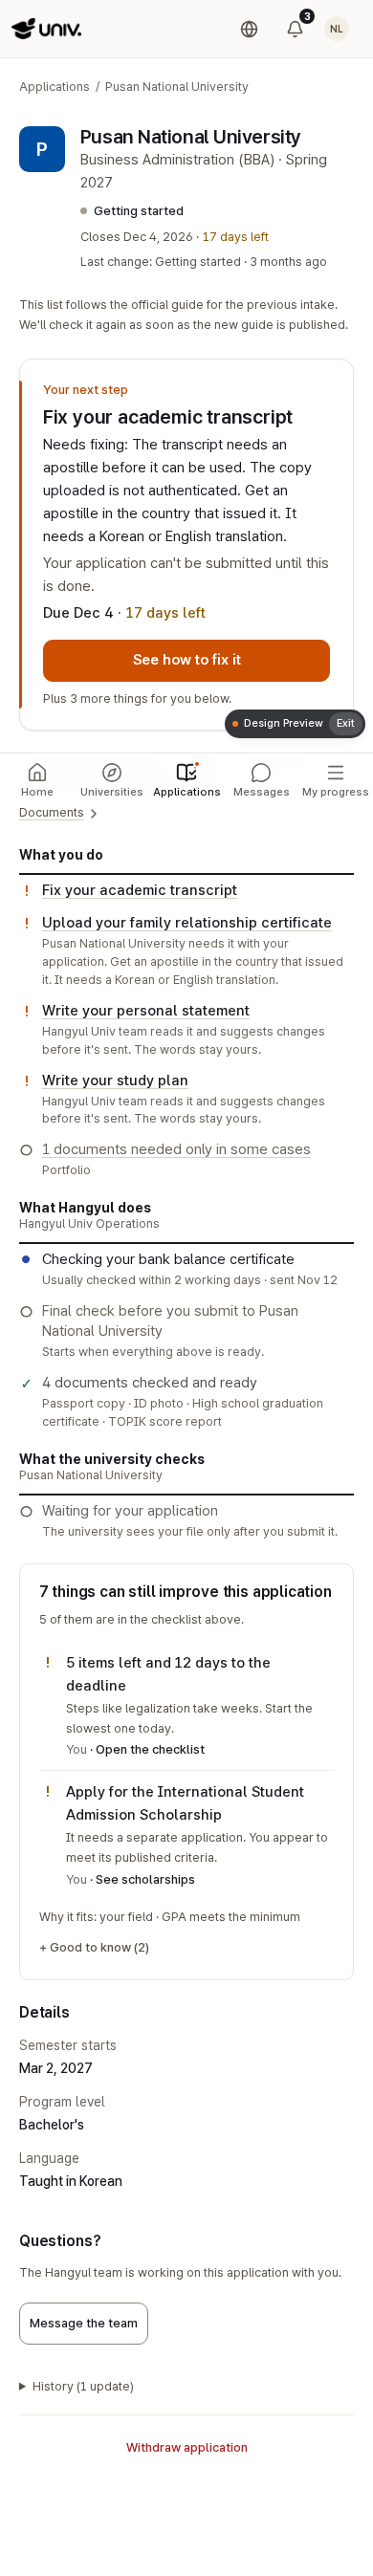 univ.
3
NL
Applications / Pusan National University
P
Pusan National University
Business Administration (BBA) · Spring
2027
Getting started
Closes Dec 4, 2026 · 17 days left
Last change: Getting started · 3 months ago
This list follows the official guide for the previous intake.
We'll check it again as soon as the new guide is published.
Your next step
Fix your academic transcript
Needs fixing: The transcript needs an
apostille before it can be used. The copy
uploaded is not authenticated. Get an
apostille in the country that issued it. It
needs a Korean or English translation.
Your application can't be submitted until this
is done.
Due Dec 4 · 17 days left
See how to fix it
Plus 3 more things for you below.
Design Preview Exit
Home Universities Applications Messages My progress
Documents
What you do
! Fix your academic transcript
! Upload your family relationship certificate
Pusan National University needs it with your
application. Get an apostille in the country that issued
it. It needs a Korean or English translation.
! Write your personal statement
Hangyul Univ team reads it and suggests changes
before it's sent. The words stay yours.
! Write your study plan
Hangyul Univ team reads it and suggests changes
before it's sent. The words stay yours.
1 documents needed only in some cases
Portfolio
What Hangyul does
Hangyul Univ Operations
Checking your bank balance certificate
Usually checked within 2 working days · sent Nov 12
Final check before you submit to Pusan
National University
Starts when everything above is ready.
✓ 4 documents checked and ready
Passport copy · ID photo · High school graduation
certificate · TOPIK score report
What the university checks
Pusan National University
Waiting for your application
The university sees your file only after you submit it.
7 things can still improve this application
5 of them are in the checklist above.
! 5 items left and 12 days to the
deadline
Steps like legalization take weeks. Start the
slowest one today.
You · Open the checklist
! Apply for the International Student
Admission Scholarship
It needs a separate application. You appear to
meet its published criteria.
You · See scholarships
Why it fits: your field · GPA meets the minimum
+ Good to know (2)
Details
Semester starts
Mar 2, 2027
Program level
Bachelor's
Language
Taught in Korean
Questions?
The Hangyul team is working on this application with you.
Message the team
▶ History (1 update)
Withdraw application